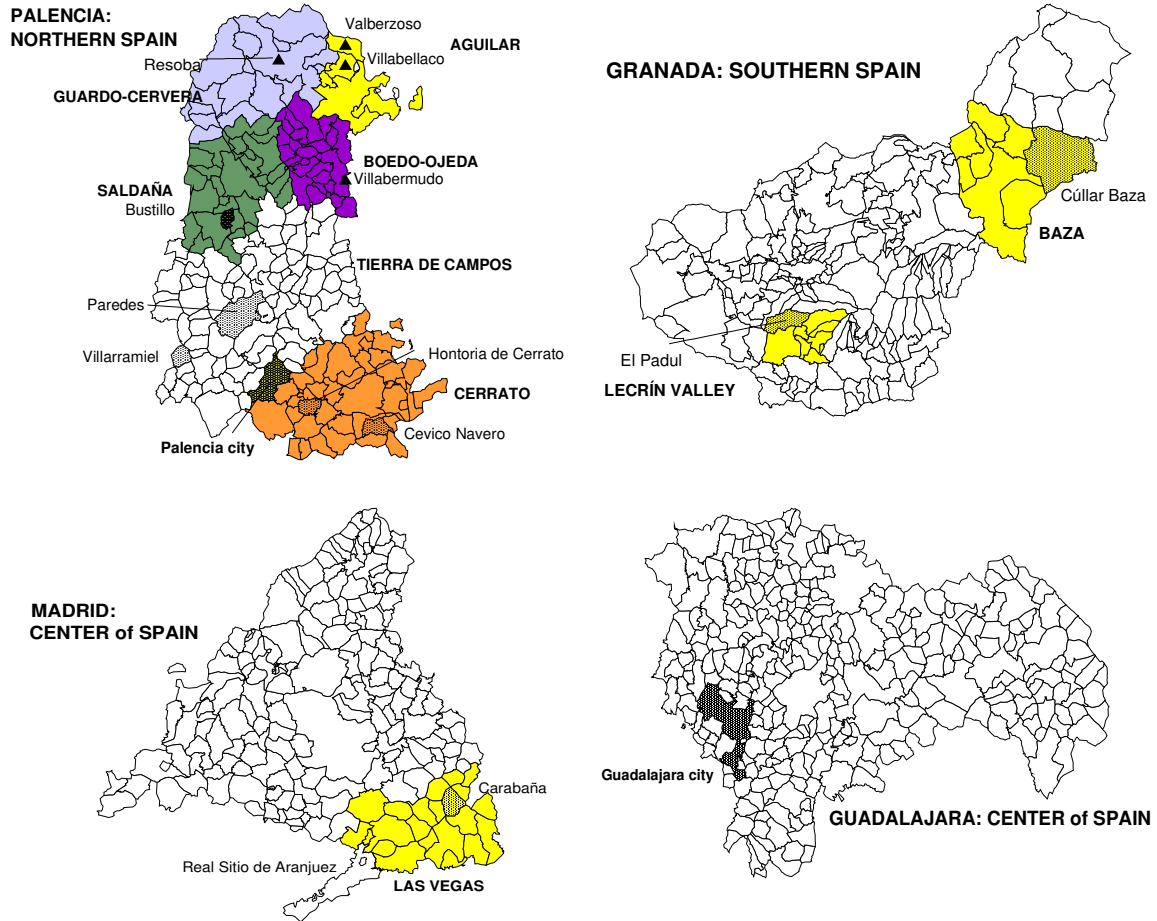 PALENCIA:
NORTHERN SPAIN
Valberzoso
AGUILAR
Resoba
Villabellaco
GUARDO-CERVERA
BOEDO-OJEDA
Villabermudo
SALDAÑA
Bustillo
TIERRA DE CAMPOS
Paredes
Villarramiel
Hontoria de Cerrato
CERRATO
Cevico Navero
Palencia city
GRANADA: SOUTHERN SPAIN
Cúllar Baza
BAZA
El Padul
LECRÍN VALLEY
MADRID:
CENTER of SPAIN
Carabaña
Real Sitio de Aranjuez
LAS VEGAS
Guadalajara city
GUADALAJARA: CENTER of SPAIN